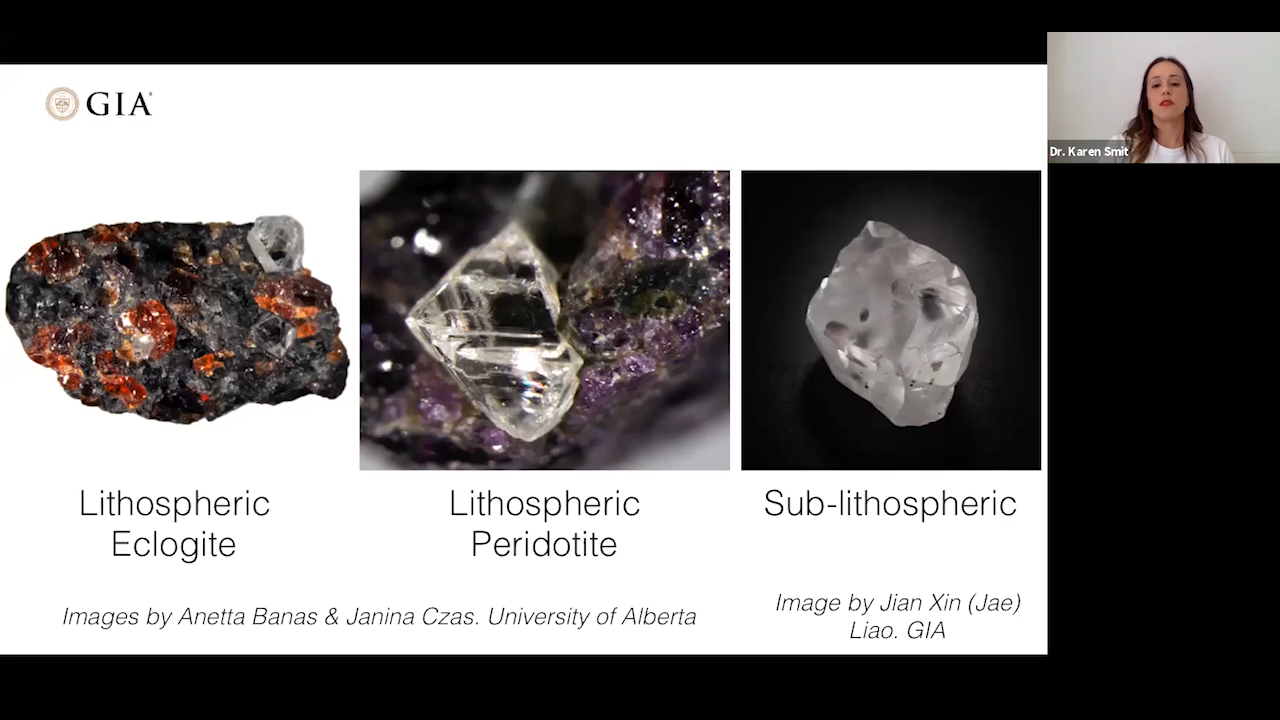 GIA
Dr. Karen Smit
Lithospheric
Eclogite
Lithospheric
Peridotite
Sub-lithospheric
Images by Anetta Banas & Janina Czas. University of Alberta
Image by Jian Xin (Jae)
Liao. GIA